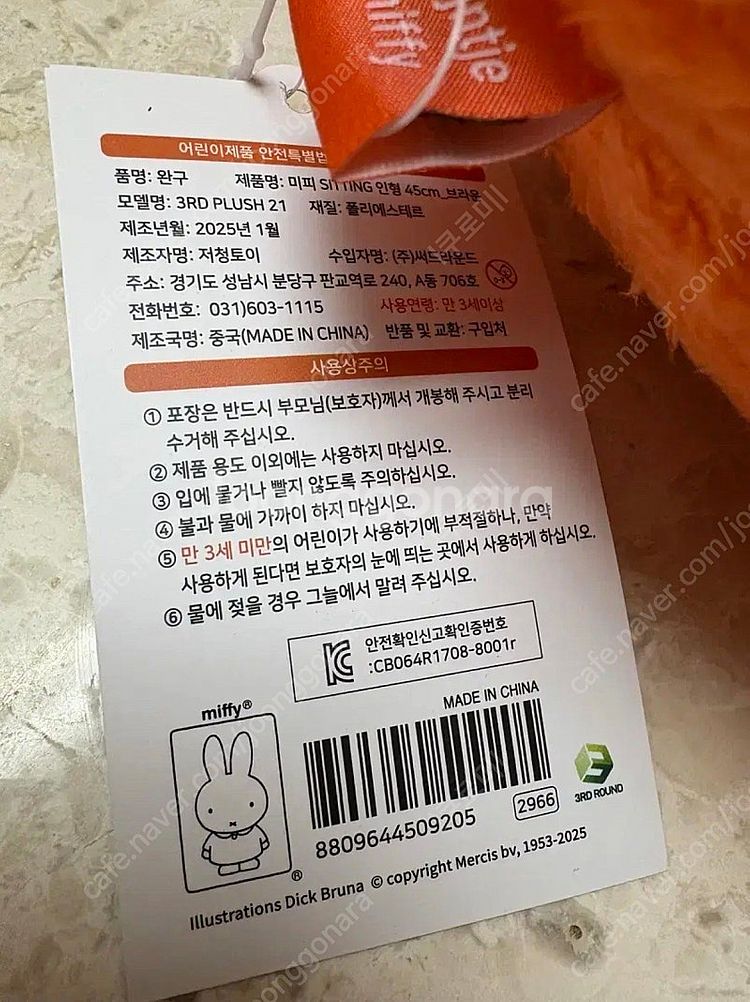 ntje
miffy
어린이제품 안전특별법
품명: 완구 제품명: 미피 SITTING 인형 45cm_브라운
모델명: 3RD PLUSH 21 재질: 폴리에스테르
제조년월: 2025년 1월
제조자명: 저청토이 수입자명: (주)써드라운드
주소: 경기도 성남시 분당구 판교역로 240, A동 706호
전화번호: 031)603-1115 사용연령: 만 3세이상
제조국명: 중국(MADE IN CHINA) 반품 및 교환: 구입처
사용상주의
① 포장은 반드시 부모님(보호자)께서 개봉해 주시고 분리
수거해 주십시오.
② 제품 용도 이외에는 사용하지 마십시오.
③ 입에 물거나 빨지 않도록 주의하십시오.
④ 불과 물에 가까이 하지 마십시오.
⑤ 만 3세 미만의 어린이가 사용하기에 부적절하나, 만약
사용하게 된다면 보호자의 눈에 띄는 곳에서 사용하게 하십시오.
⑥ 물에 젖을 경우 그늘에서 말려 주십시오.
안전확인신고확인증번호
:CB064R1708-8001r
MADE IN CHINA
miffy®
8809644509205
2966
3RD ROUND
®
Illustrations Dick Bruna © copyright Mercis bv, 1953-2025
joonggonara
cafe.naver.com/joonggonara